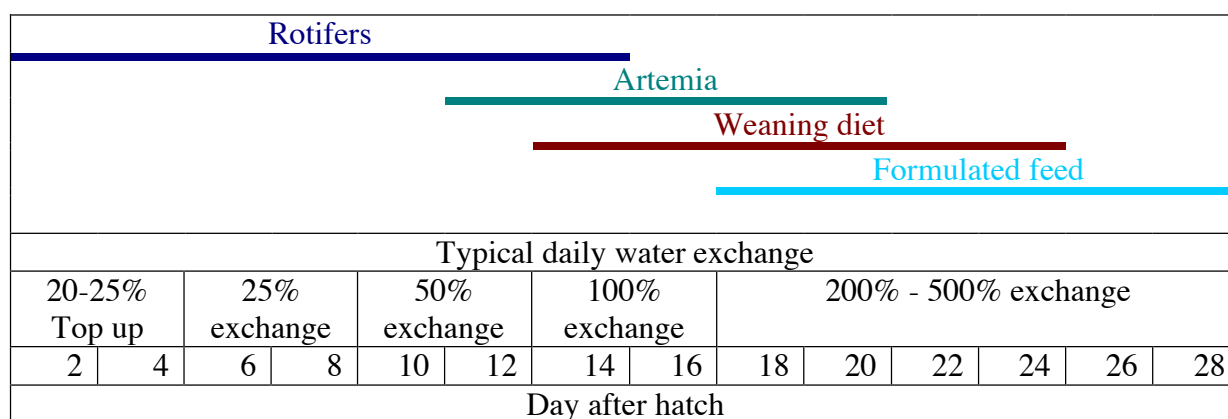 Rotifers
Artemia
Weaning diet
Formulated feed
Typical daily water exchange
20-25% 25% 50% 100% 200% - 500% exchange
Top up exchange exchange exchange
2 4 6 8 10 12 14 16 18 20 22 24 26 28
Day after hatch